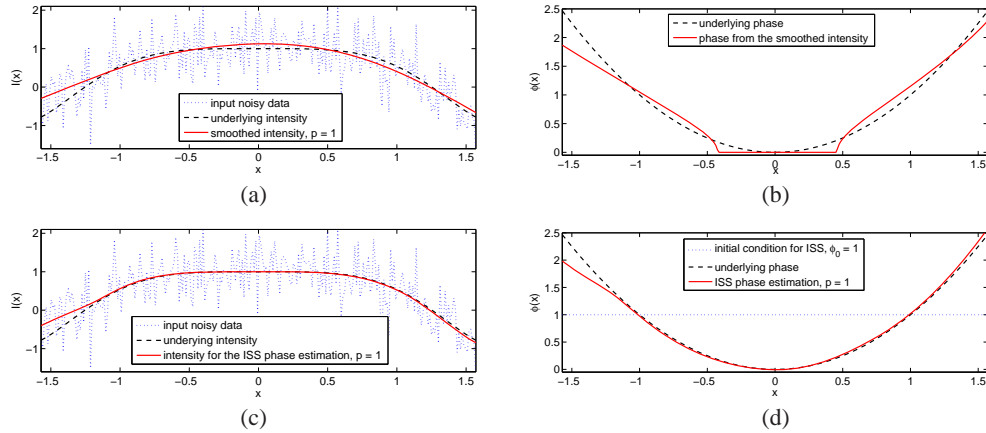 2
1
0
−1
I(x)
−1.5
−1
−0.5
0
0.5
1
1.5
x
input noisy data
underlying intensity
smoothed intensity, p = 1
(a)
2.5
2
1.5
1
0.5
0
ϕ(x)
−1.5
−1
−0.5
0
0.5
1
1.5
x
underlying phase
phase from the smoothed intensity
(b)
2
1
0
−1
I(x)
−1.5
−1
−0.5
0
0.5
1
1.5
x
input noisy data
underying intensity
intensity for the ISS phase estimation, p = 1
(c)
2.5
2
1.5
1
0.5
0
ϕ(x)
−1.5
−1
−0.5
0
0.5
1
1.5
x
initial condition for ISS, ϕ₀ = 1
underlying phase
ISS phase estimation, p = 1
(d)